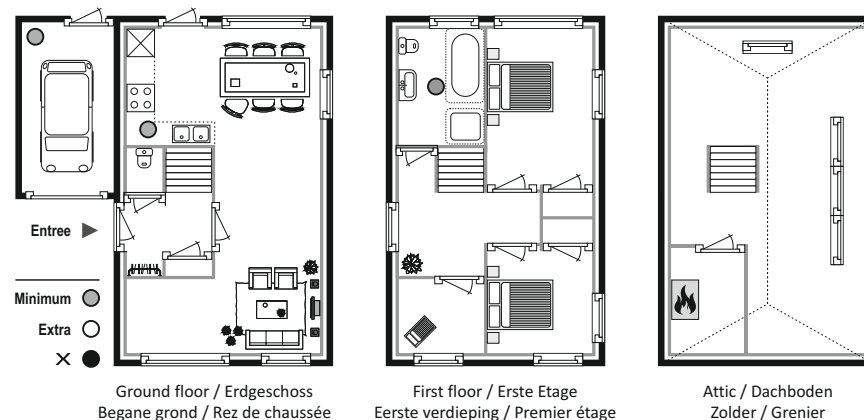 Entree
Minimum
Extra
X
Ground floor / Erdgeschoss
Begane grond / Rez de chaussée
First floor / Erste Etage
Eerste verdieping / Premier étage
Attic / Dachboden
Zolder / Grenier